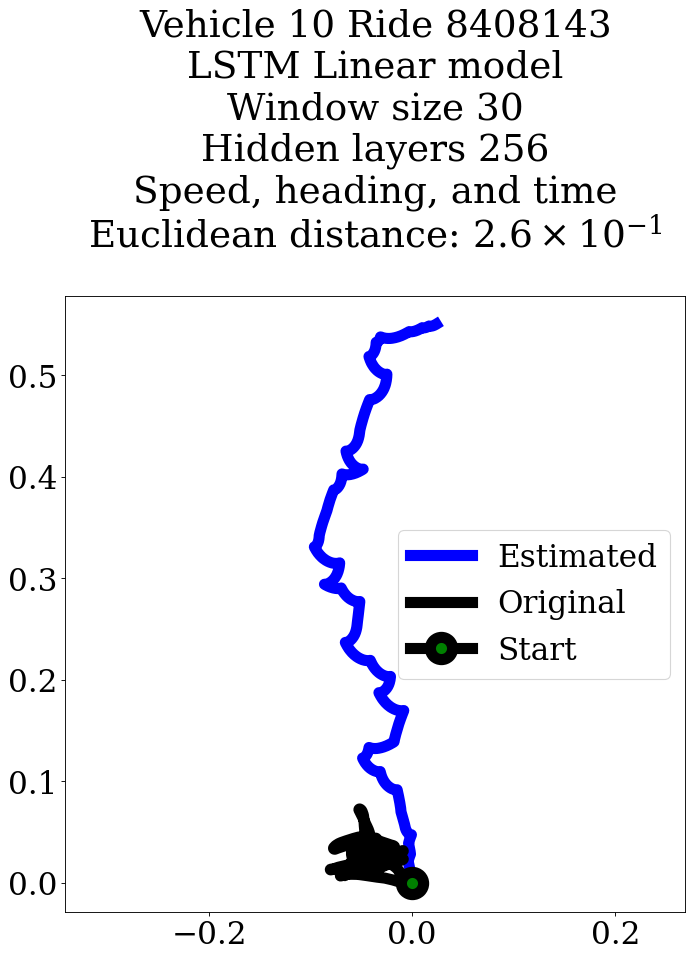 Vehicle 10 Ride 8408143
LSTM Linear model
Window size 30
Hidden layers 256
Speed, heading, and time
Euclidean distance: 2.6 × 10⁻¹
0.5
0.4
0.3
0.2
0.1
0.0
Estimated
Original
Start
−0.2 0.0 0.2